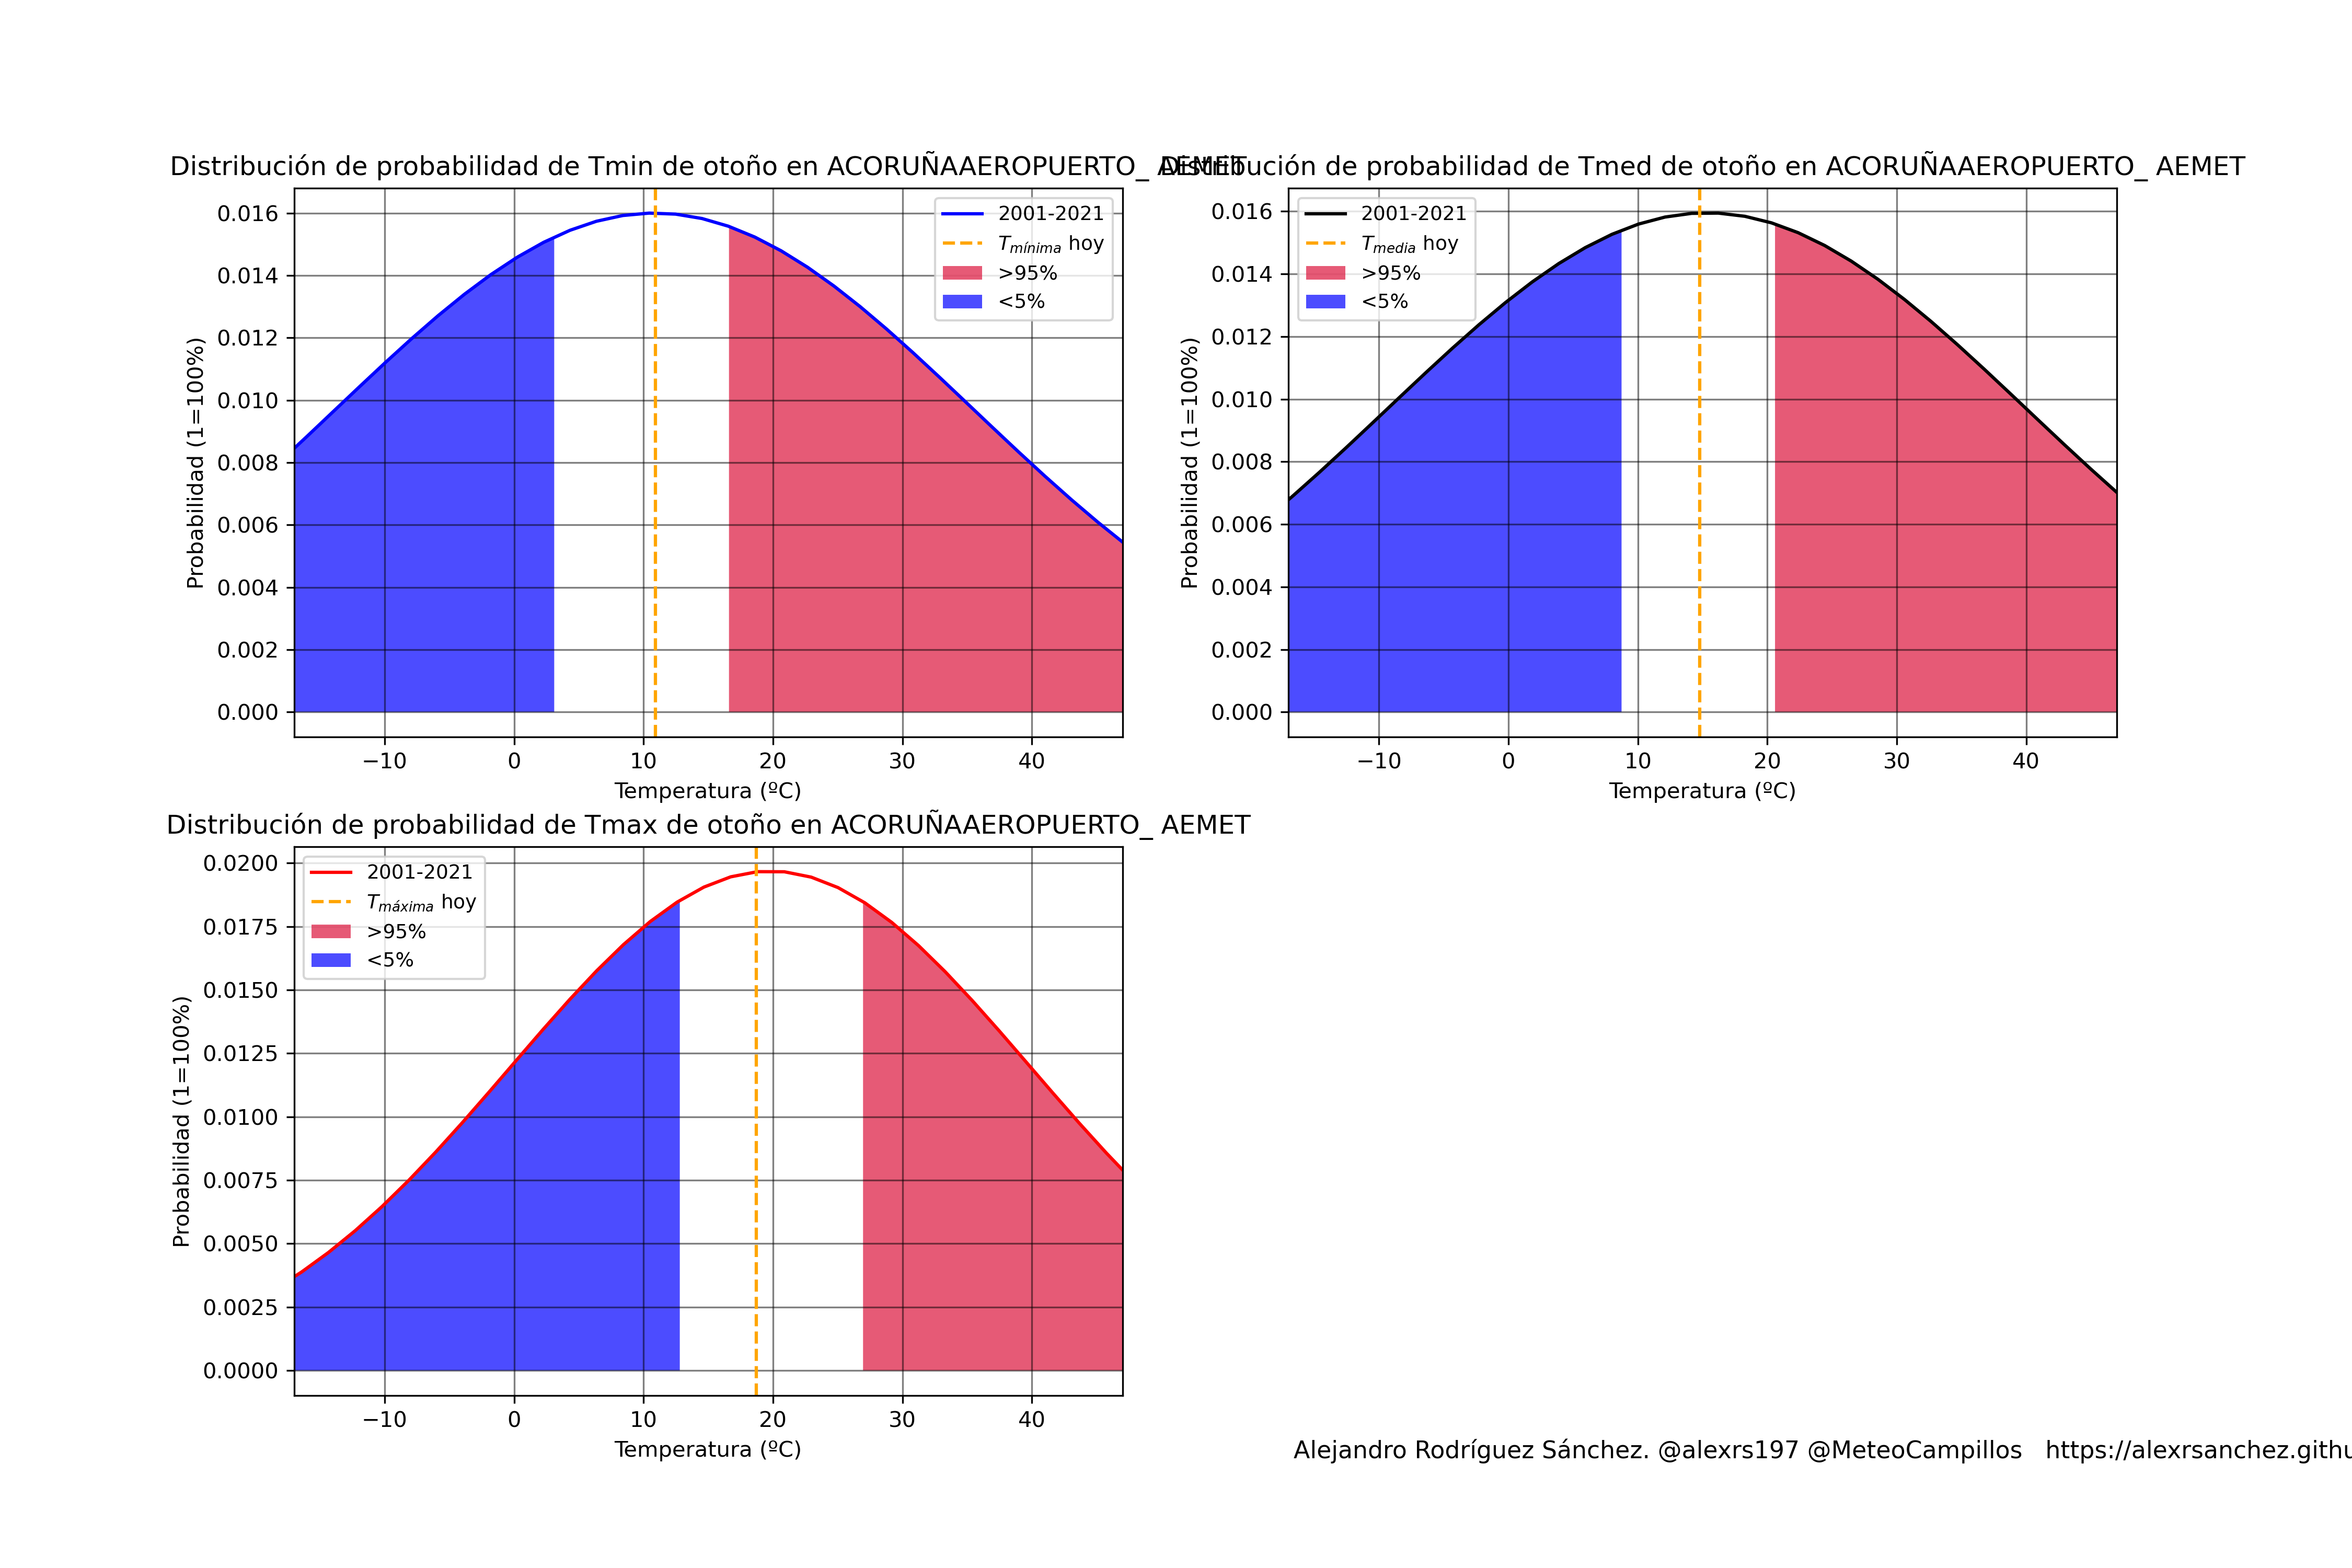 Distribución de probabilidad de Tmin de otoño en ACORUÑAAEROPUERTO_ AEMET
0.016
0.014
0.012
0.010
0.008
0.006
0.004
0.002
0.000
Probabilidad (1=100%)
2001-2021
Tmínima hoy
>95%
<5%
−10 0 10 20 30 40
Temperatura (ºC)
Distribución de probabilidad de Tmed de otoño en ACORUÑAAEROPUERTO_ AEMET
0.016
0.014
0.012
0.010
0.008
0.006
0.004
0.002
0.000
Probabilidad (1=100%)
2001-2021
Tmedia hoy
>95%
<5%
−10 0 10 20 30 40
Temperatura (ºC)
Distribución de probabilidad de Tmax de otoño en ACORUÑAAEROPUERTO_ AEMET
0.0200
0.0175
0.0150
0.0125
0.0100
0.0075
0.0050
0.0025
0.0000
Probabilidad (1=100%)
2001-2021
Tmáxima hoy
>95%
<5%
−10 0 10 20 30 40
Temperatura (ºC)
Alejandro Rodríguez Sánchez. @alexrs197 @MeteoCampillos https://alexrsanchez.githu